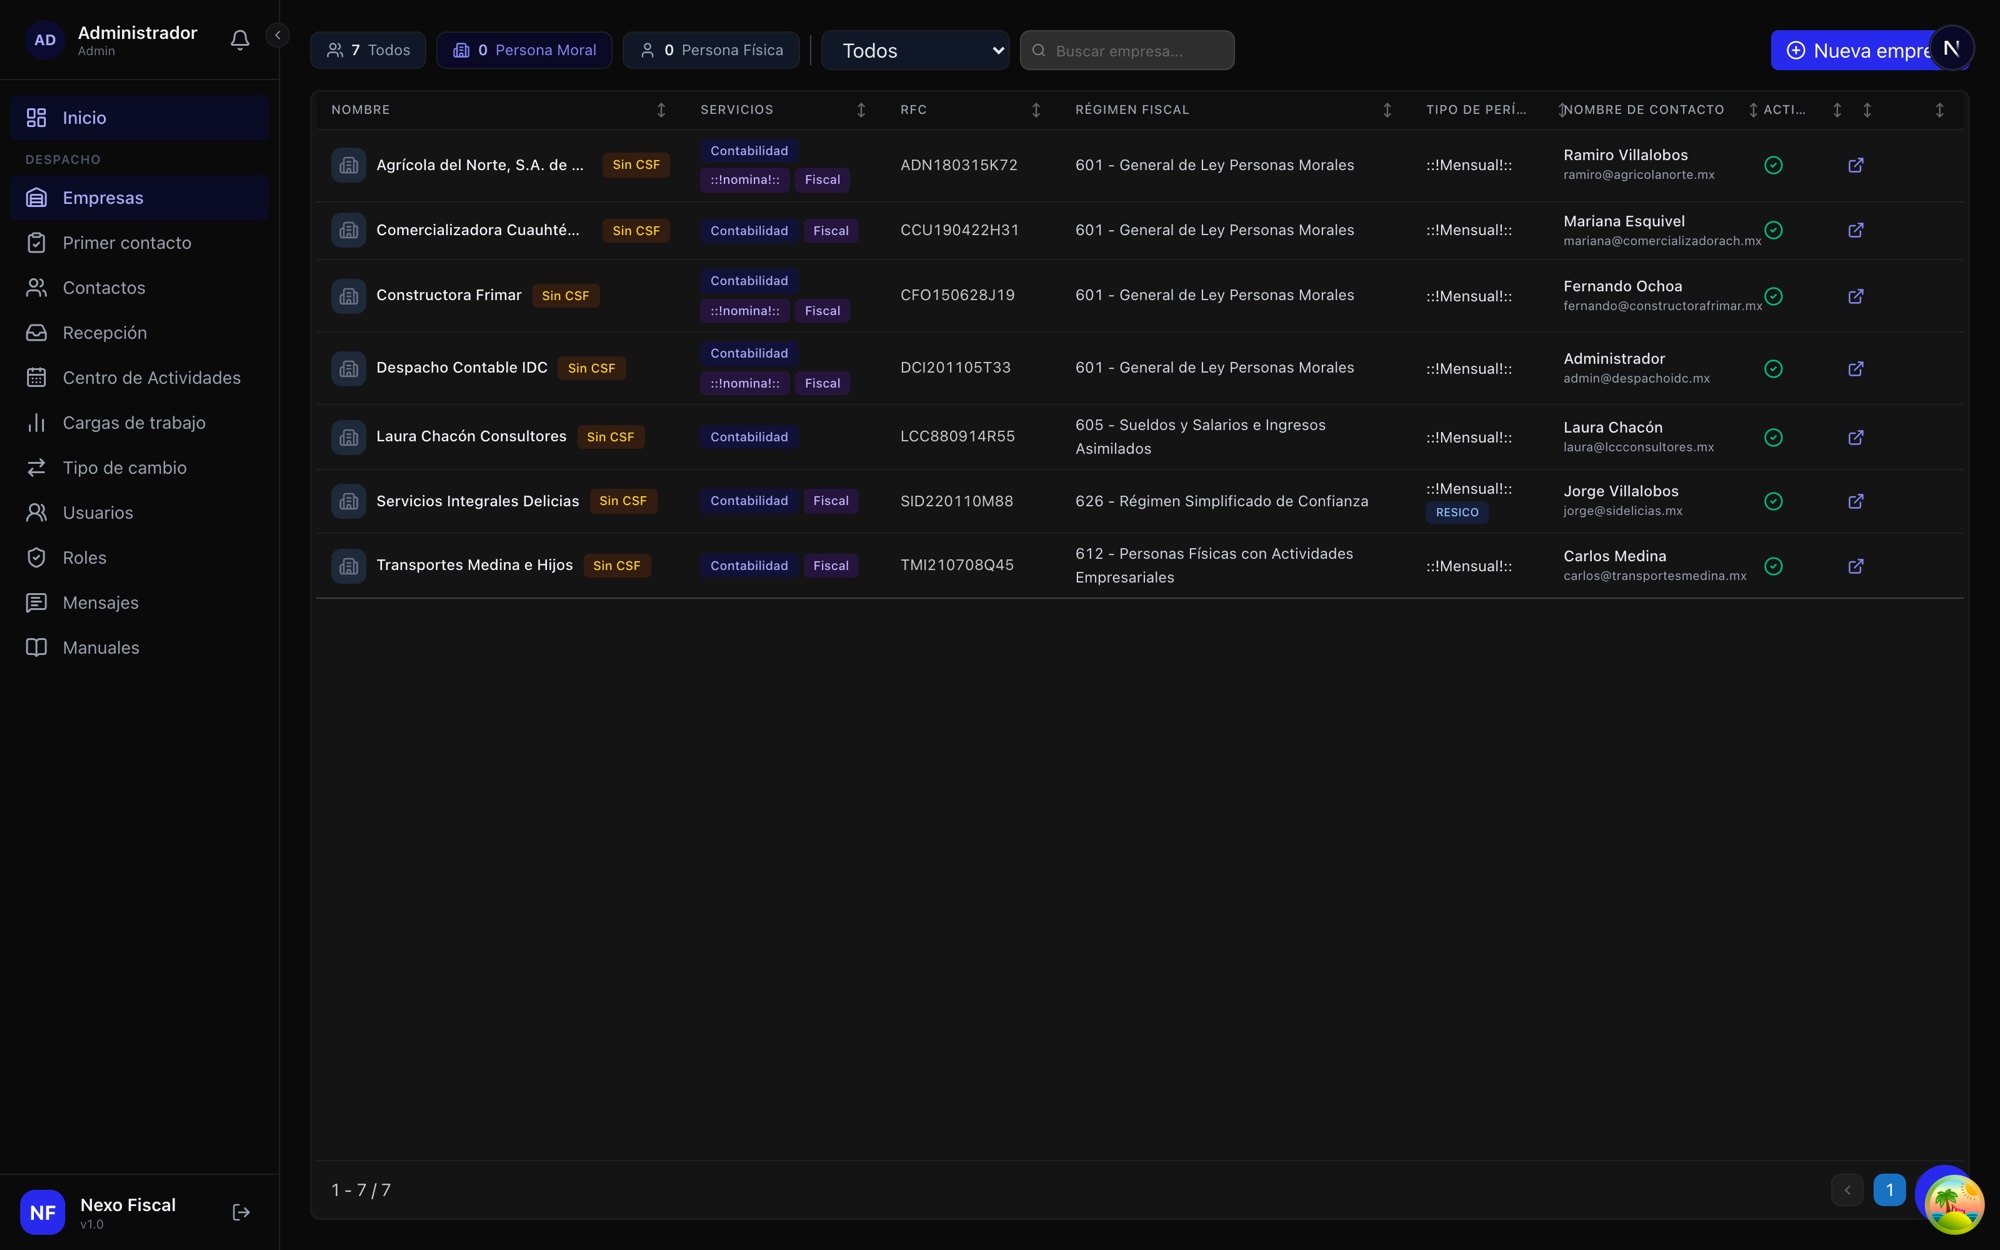 AD
Administrador
Admin
Inicio
DESPACHO
Empresas
Primer contacto
Contactos
Recepción
Centro de Actividades
Cargas de trabajo
Tipo de cambio
Usuarios
Roles
Mensajes
Manuales
NF
Nexo Fiscal
v1.0
7 Todos
0 Persona Moral
0 Persona Física
Todos
Buscar empresa...
Nueva empre
N
NOMBRE SERVICIOS RFC RÉGIMEN FISCAL TIPO DE PERÍ... NOMBRE DE CONTACTO ACTI...
Agrícola del Norte, S.A. de ... Sin CSF
Contabilidad
::!nomina!:: Fiscal
ADN180315K72
601 - General de Ley Personas Morales
::!Mensual!::
Ramiro Villalobos
ramiro@agricolanorte.mx
Comercializadora Cuauhté... Sin CSF
Contabilidad Fiscal
CCU190422H31
601 - General de Ley Personas Morales
::!Mensual!::
Mariana Esquivel
mariana@comercializadorach.mx
Constructora Frimar Sin CSF
Contabilidad
::!nomina!:: Fiscal
CFO150628J19
601 - General de Ley Personas Morales
::!Mensual!::
Fernando Ochoa
fernando@constructorafrimar.mx
Despacho Contable IDC Sin CSF
Contabilidad
::!nomina!:: Fiscal
DCI201105T33
601 - General de Ley Personas Morales
::!Mensual!::
Administrador
admin@despachoidc.mx
Laura Chacón Consultores Sin CSF
Contabilidad
LCC880914R55
605 - Sueldos y Salarios e Ingresos
Asimilados
::!Mensual!::
Laura Chacón
laura@lccconsultores.mx
Servicios Integrales Delicias Sin CSF
Contabilidad Fiscal
SID220110M88
626 - Régimen Simplificado de Confianza
::!Mensual!::
RESICO
Jorge Villalobos
jorge@sidelicias.mx
Transportes Medina e Hijos Sin CSF
Contabilidad Fiscal
TMI210708Q45
612 - Personas Físicas con Actividades
Empresariales
::!Mensual!::
Carlos Medina
carlos@transportesmedina.mx
1 - 7 / 7
1